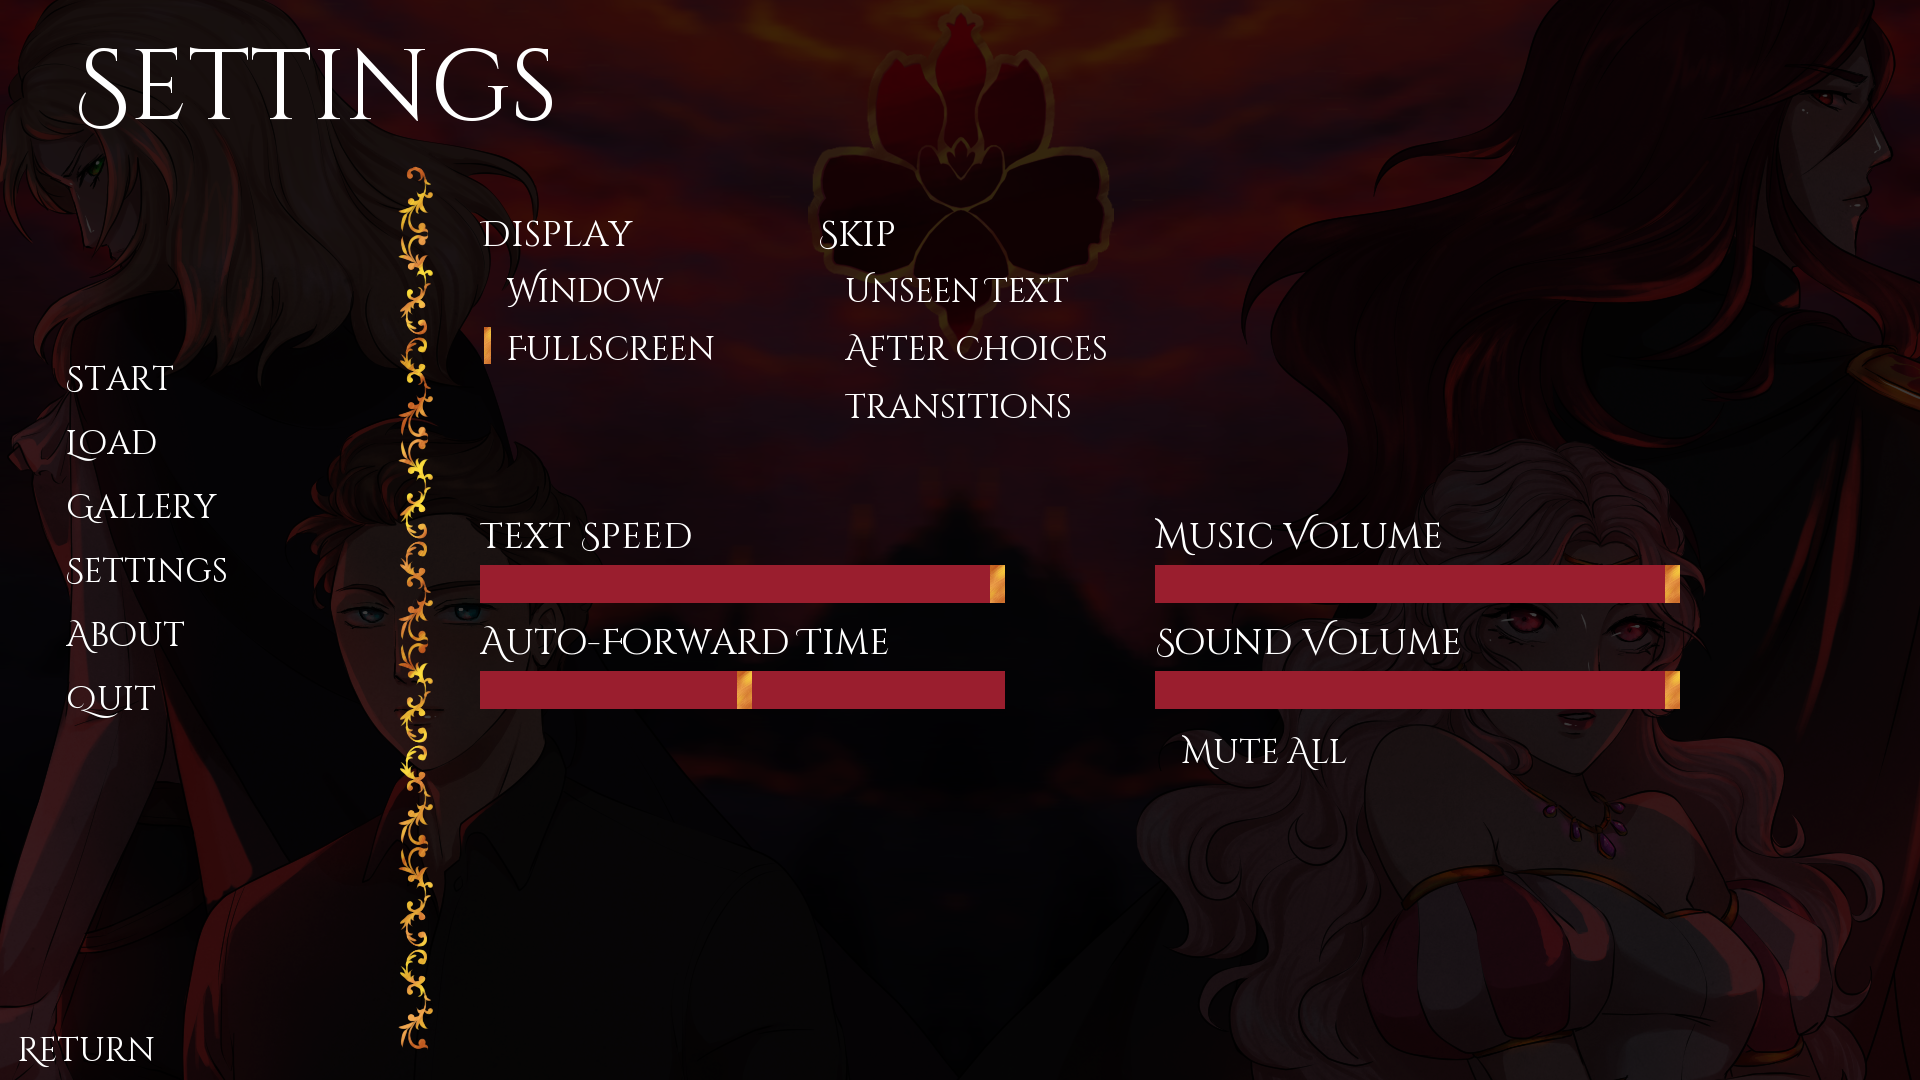 Settings
Start
Load
Gallery
Settings
About
Quit
Return
Display
Window
Fullscreen
Skip
Unseen Text
After Choices
Transitions
Text Speed
Auto-Forward Time
Music Volume
Sound Volume
Mute All